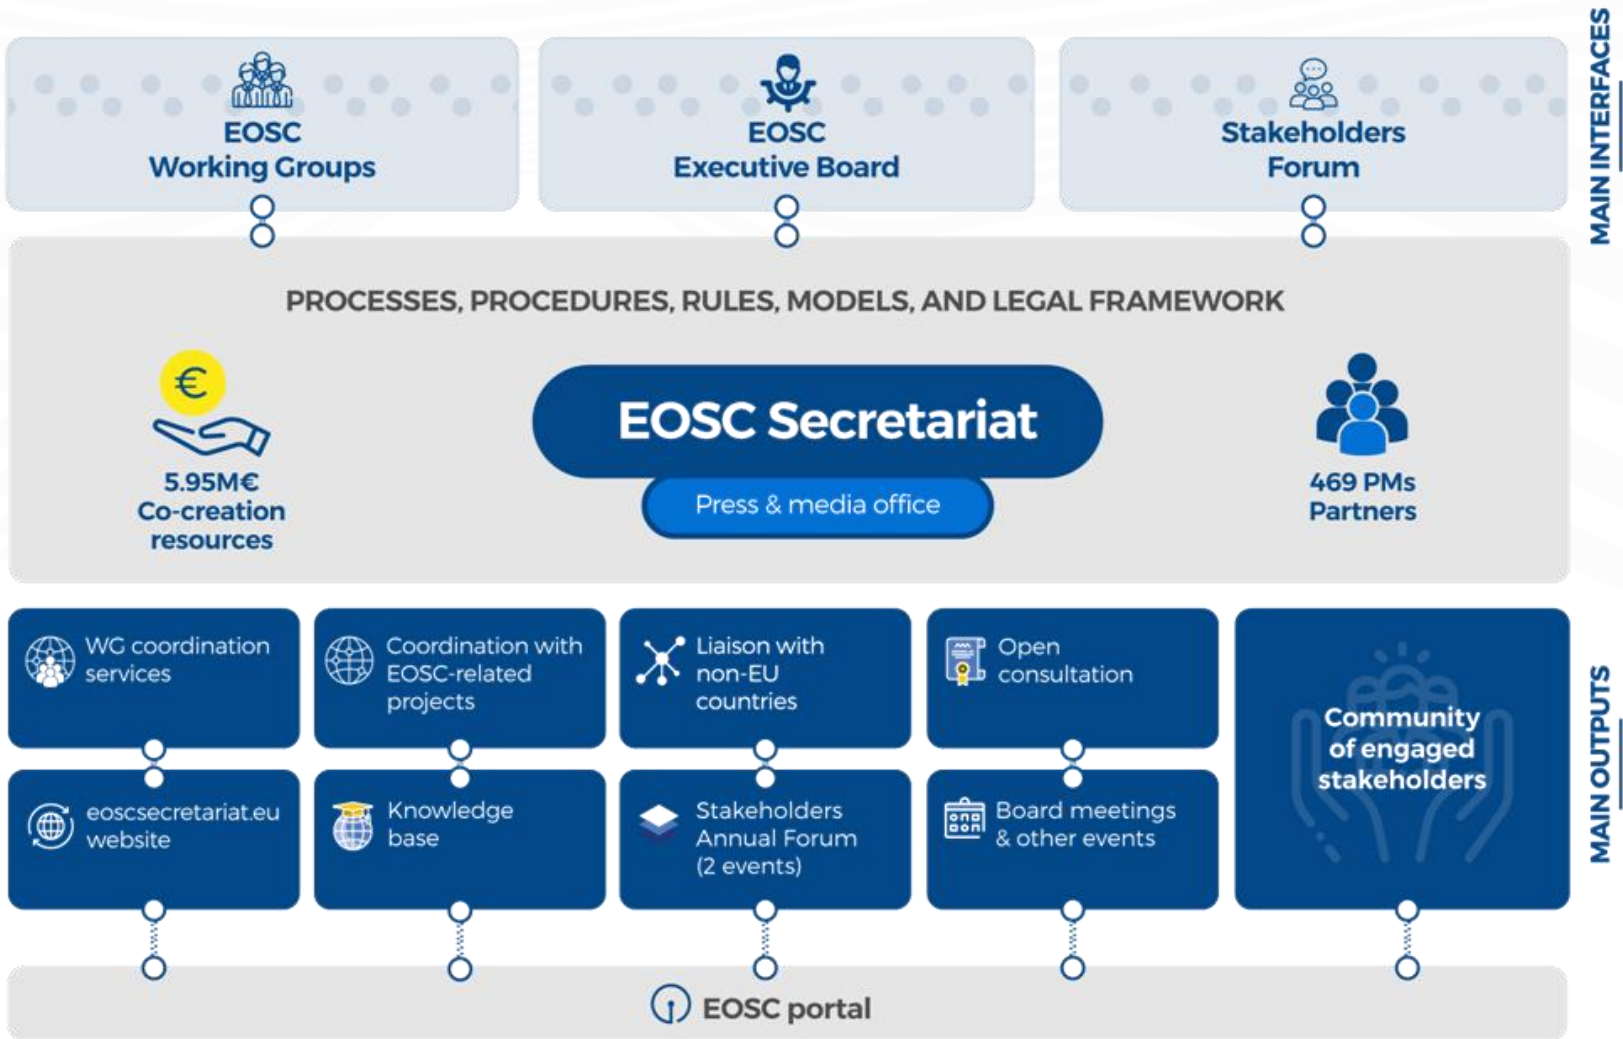 MAIN INTERFACES
EOSC
Working Groups
EOSC
Executive Board
Stakeholders
Forum
PROCESSES, PROCEDURES, RULES, MODELS, AND LEGAL FRAMEWORK
€
5.95M€
Co-creation
resources
EOSC Secretariat
Press & media office
469 PMs
Partners
MAIN OUTPUTS
WG coordination
services
Coordination with
EOSC-related
projects
Liaison with
non-EU
countries
Open
consultation
Community
of engaged
stakeholders
eoscsecretariat.eu
website
Knowledge
base
Stakeholders
Annual Forum
(2 events)
Board meetings
& other events
EOSC portal